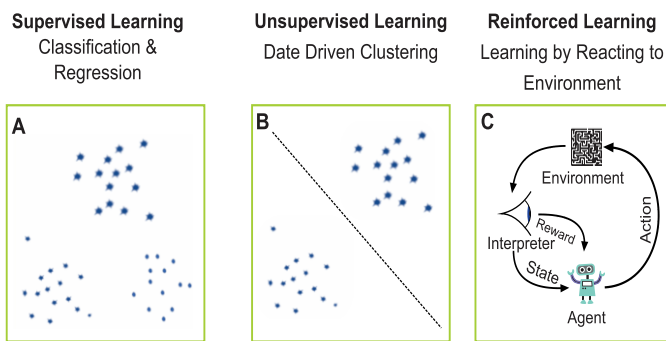 Supervised Learning
Classification &
Regression
Unsupervised Learning
Date Driven Clustering
Reinforced Learning
Learning by Reacting to
Environment
A
B
C
Environment
Reward
Interpreter
State
Action
Agent